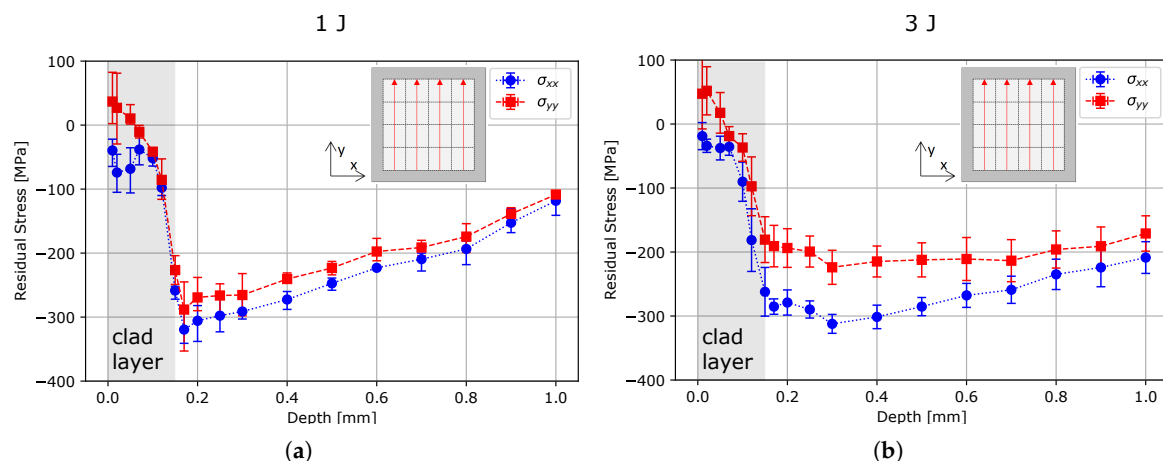 1 J
Residual Stress [MPa]
100
0
−100
−200
−300
−400
0.0 0.2 0.4 0.6 0.8 1.0
Depth [mm]
clad
layer
y
x
σxx
σyy
(a)
3 J
Residual Stress [MPa]
100
0
−100
−200
−300
−400
0.0 0.2 0.4 0.6 0.8 1.0
Depth [mm]
clad
layer
y
x
σxx
σyy
(b)